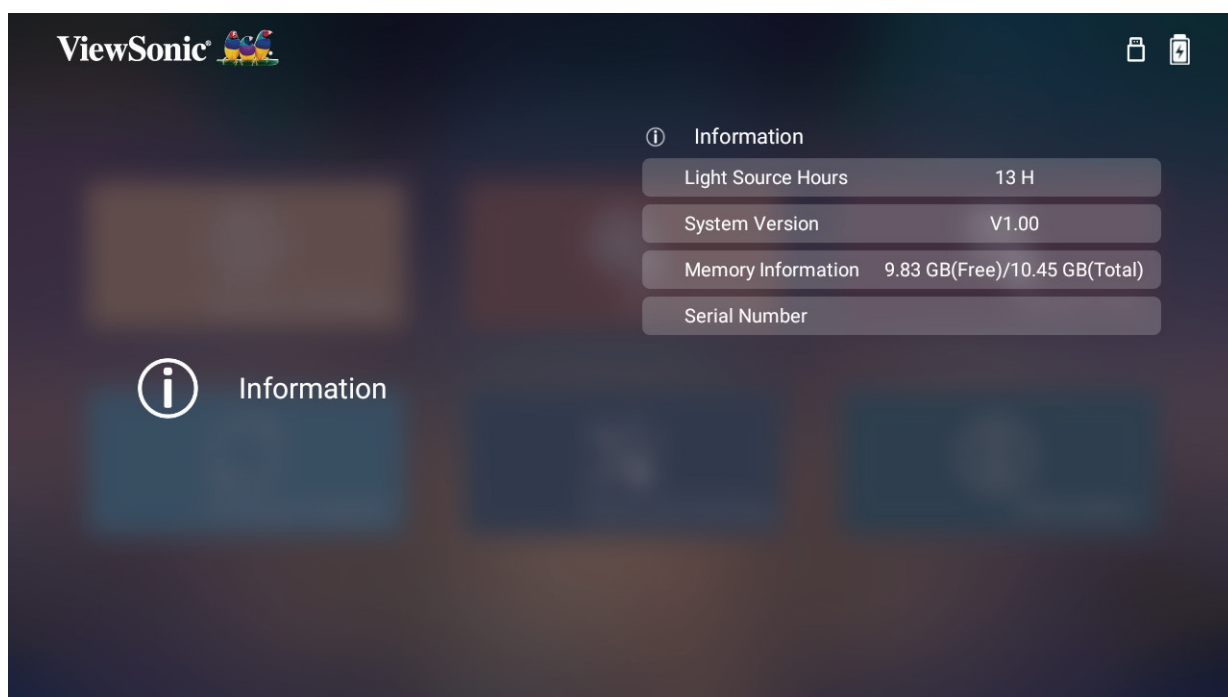 ViewSonic®
Information
Light Source Hours 13 H
System Version V1.00
Memory Information 9.83 GB(Free)/10.45 GB(Total)
Serial Number
Information